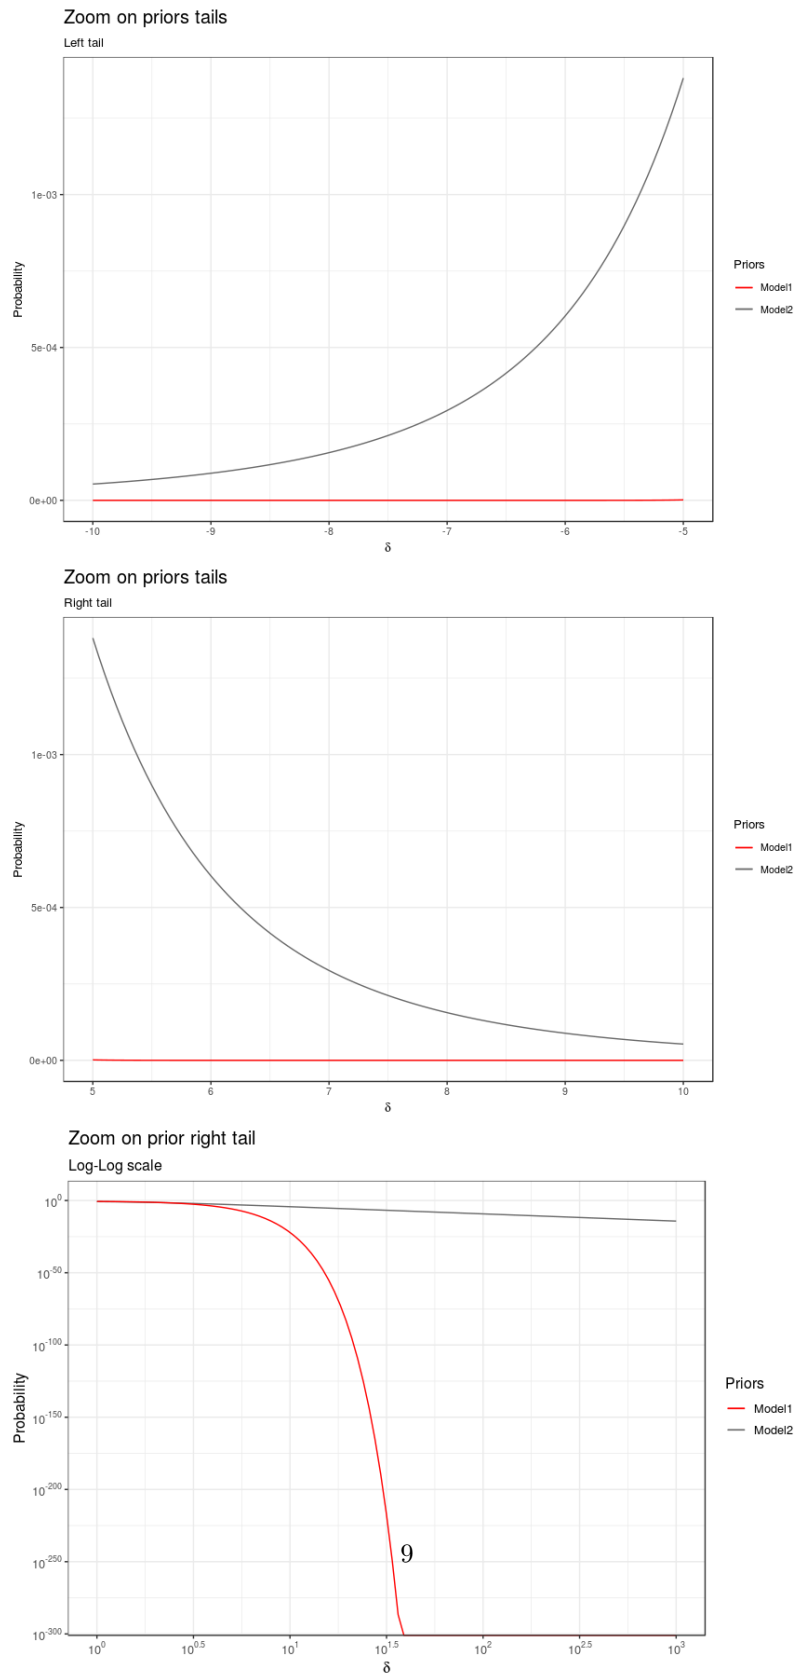 Zoom on priors tails
Left tail
1e-03
5e-04
0e+00
Probability
-10 -9 -8 -7 -6 -5
δ
Priors
Model1
Model2
Zoom on priors tails
Right tail
1e-03
5e-04
0e+00
Probability
5 6 7 8 9 10
δ
Priors
Model1
Model2
Zoom on prior right tail
Log-Log scale
10^0
10^-50
10^-100
10^-150
10^-200
10^-250
10^-300
Probability
9
10^0 10^0.5 10^1 10^1.5 10^2 10^2.5 10^3
δ
Priors
Model1
Model2